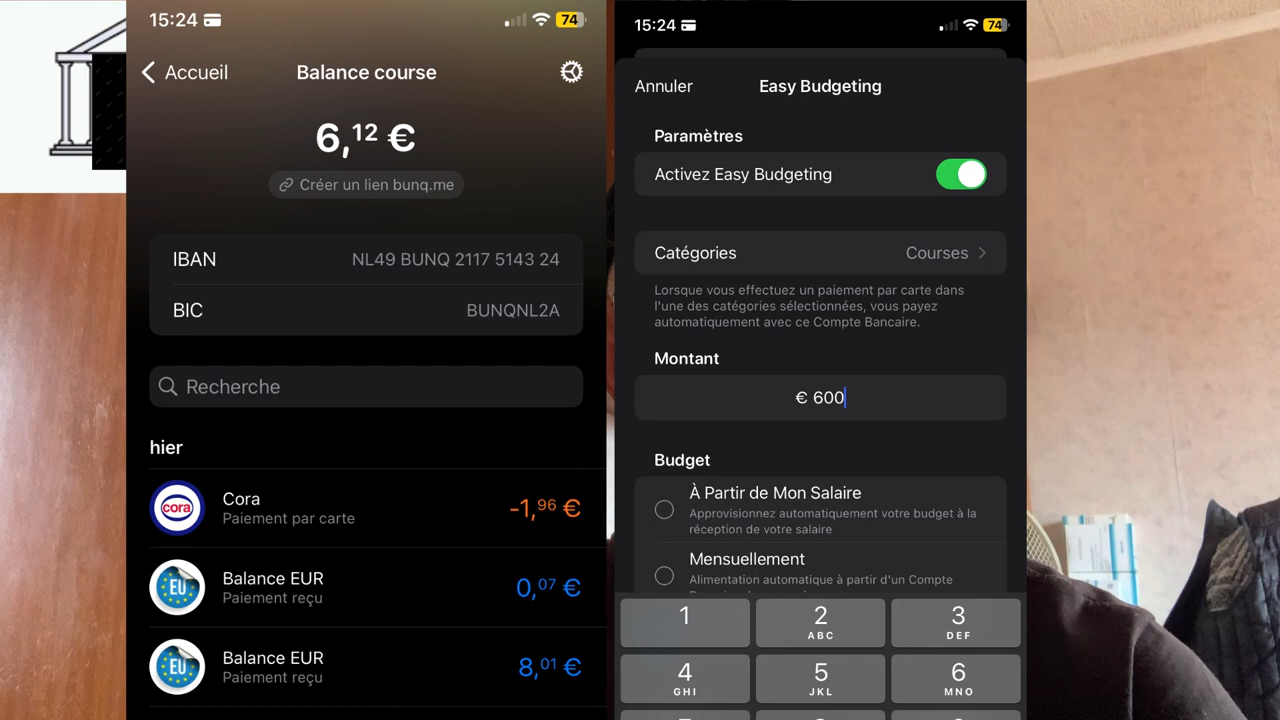 15:24
74
Accueil
Balance course
6,12 €
Créer un lien bunq.me
IBAN
NL49 BUNQ 2117 5143 24
BIC
BUNQNL2A
Recherche
hier
cora
Cora
Paiement par carte
-1,96 €
EU
Balance EUR
Paiement reçu
0,07 €
EU
Balance EUR
Paiement reçu
8,01 €
15:24
74
Annuler
Easy Budgeting
Paramètres
Activez Easy Budgeting
Catégories
Courses
Lorsque vous effectuez un paiement par carte dans
l'une des catégories sélectionnées, vous payez
automatiquement avec ce Compte Bancaire.
Montant
€ 600
Budget
À Partir de Mon Salaire
Approvisionnez automatiquement votre budget à la
réception de votre salaire
Mensuellement
Alimentation automatique à partir d'un Compte
1
2
ABC
3
DEF
4
GHI
5
JKL
6
MNO